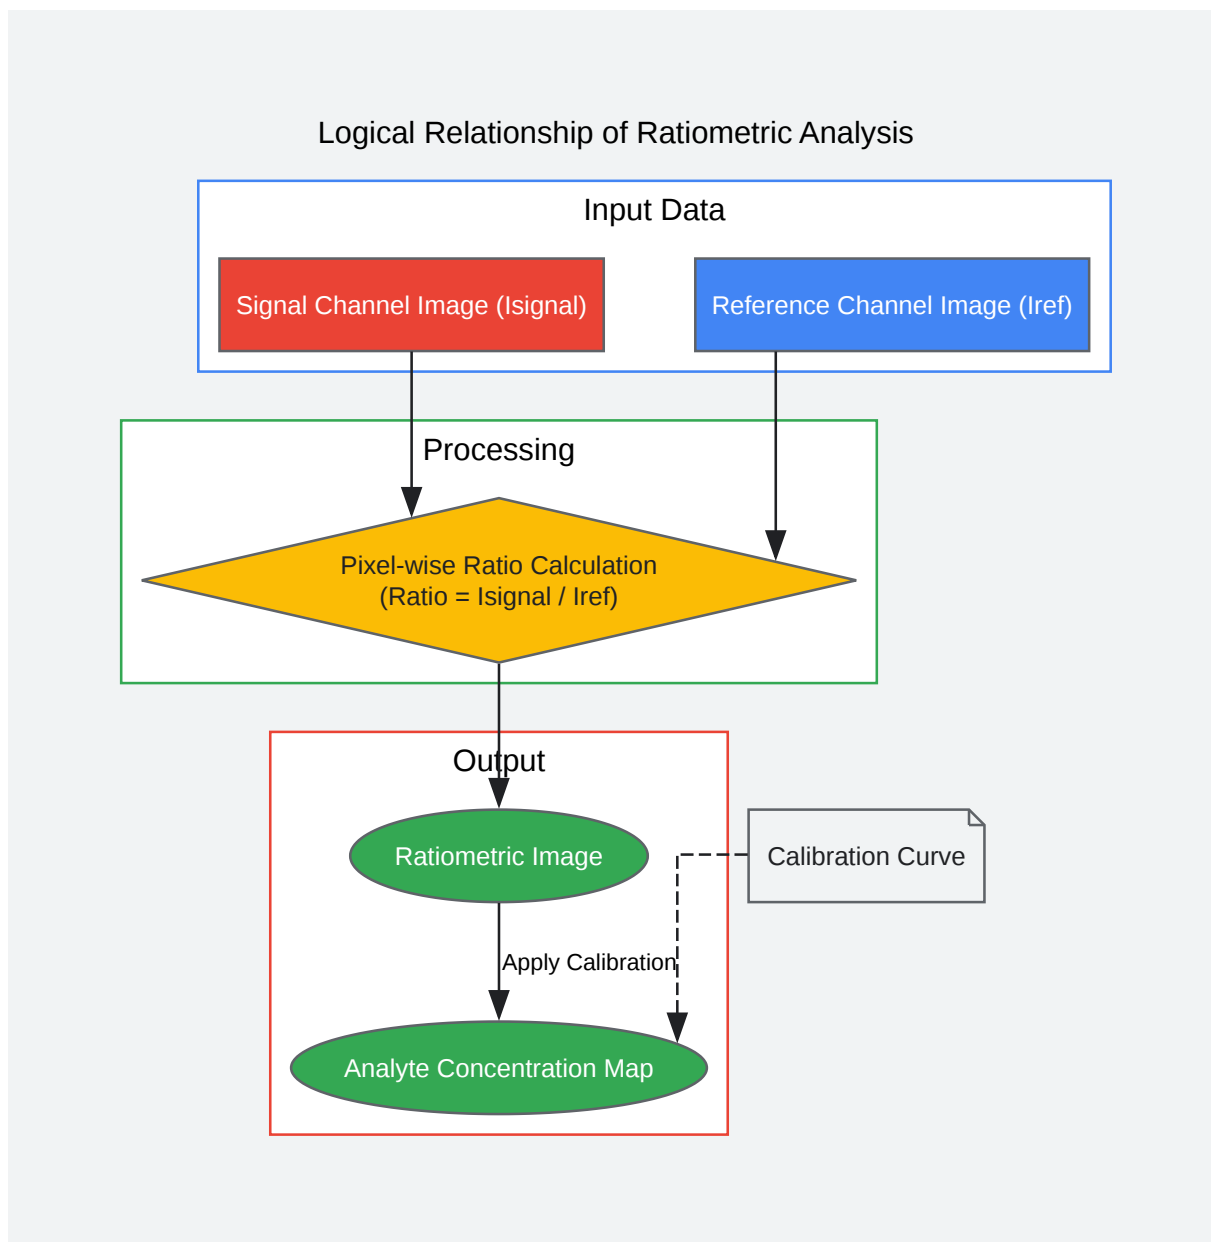 Logical Relationship of Ratiometric Analysis
Input Data
Signal Channel Image (Isignal)
Reference Channel Image (Iref)
Processing
Pixel-wise Ratio Calculation
(Ratio = Isignal / Iref)
Output
Ratiometric Image
Calibration Curve
Apply Calibration
Analyte Concentration Map